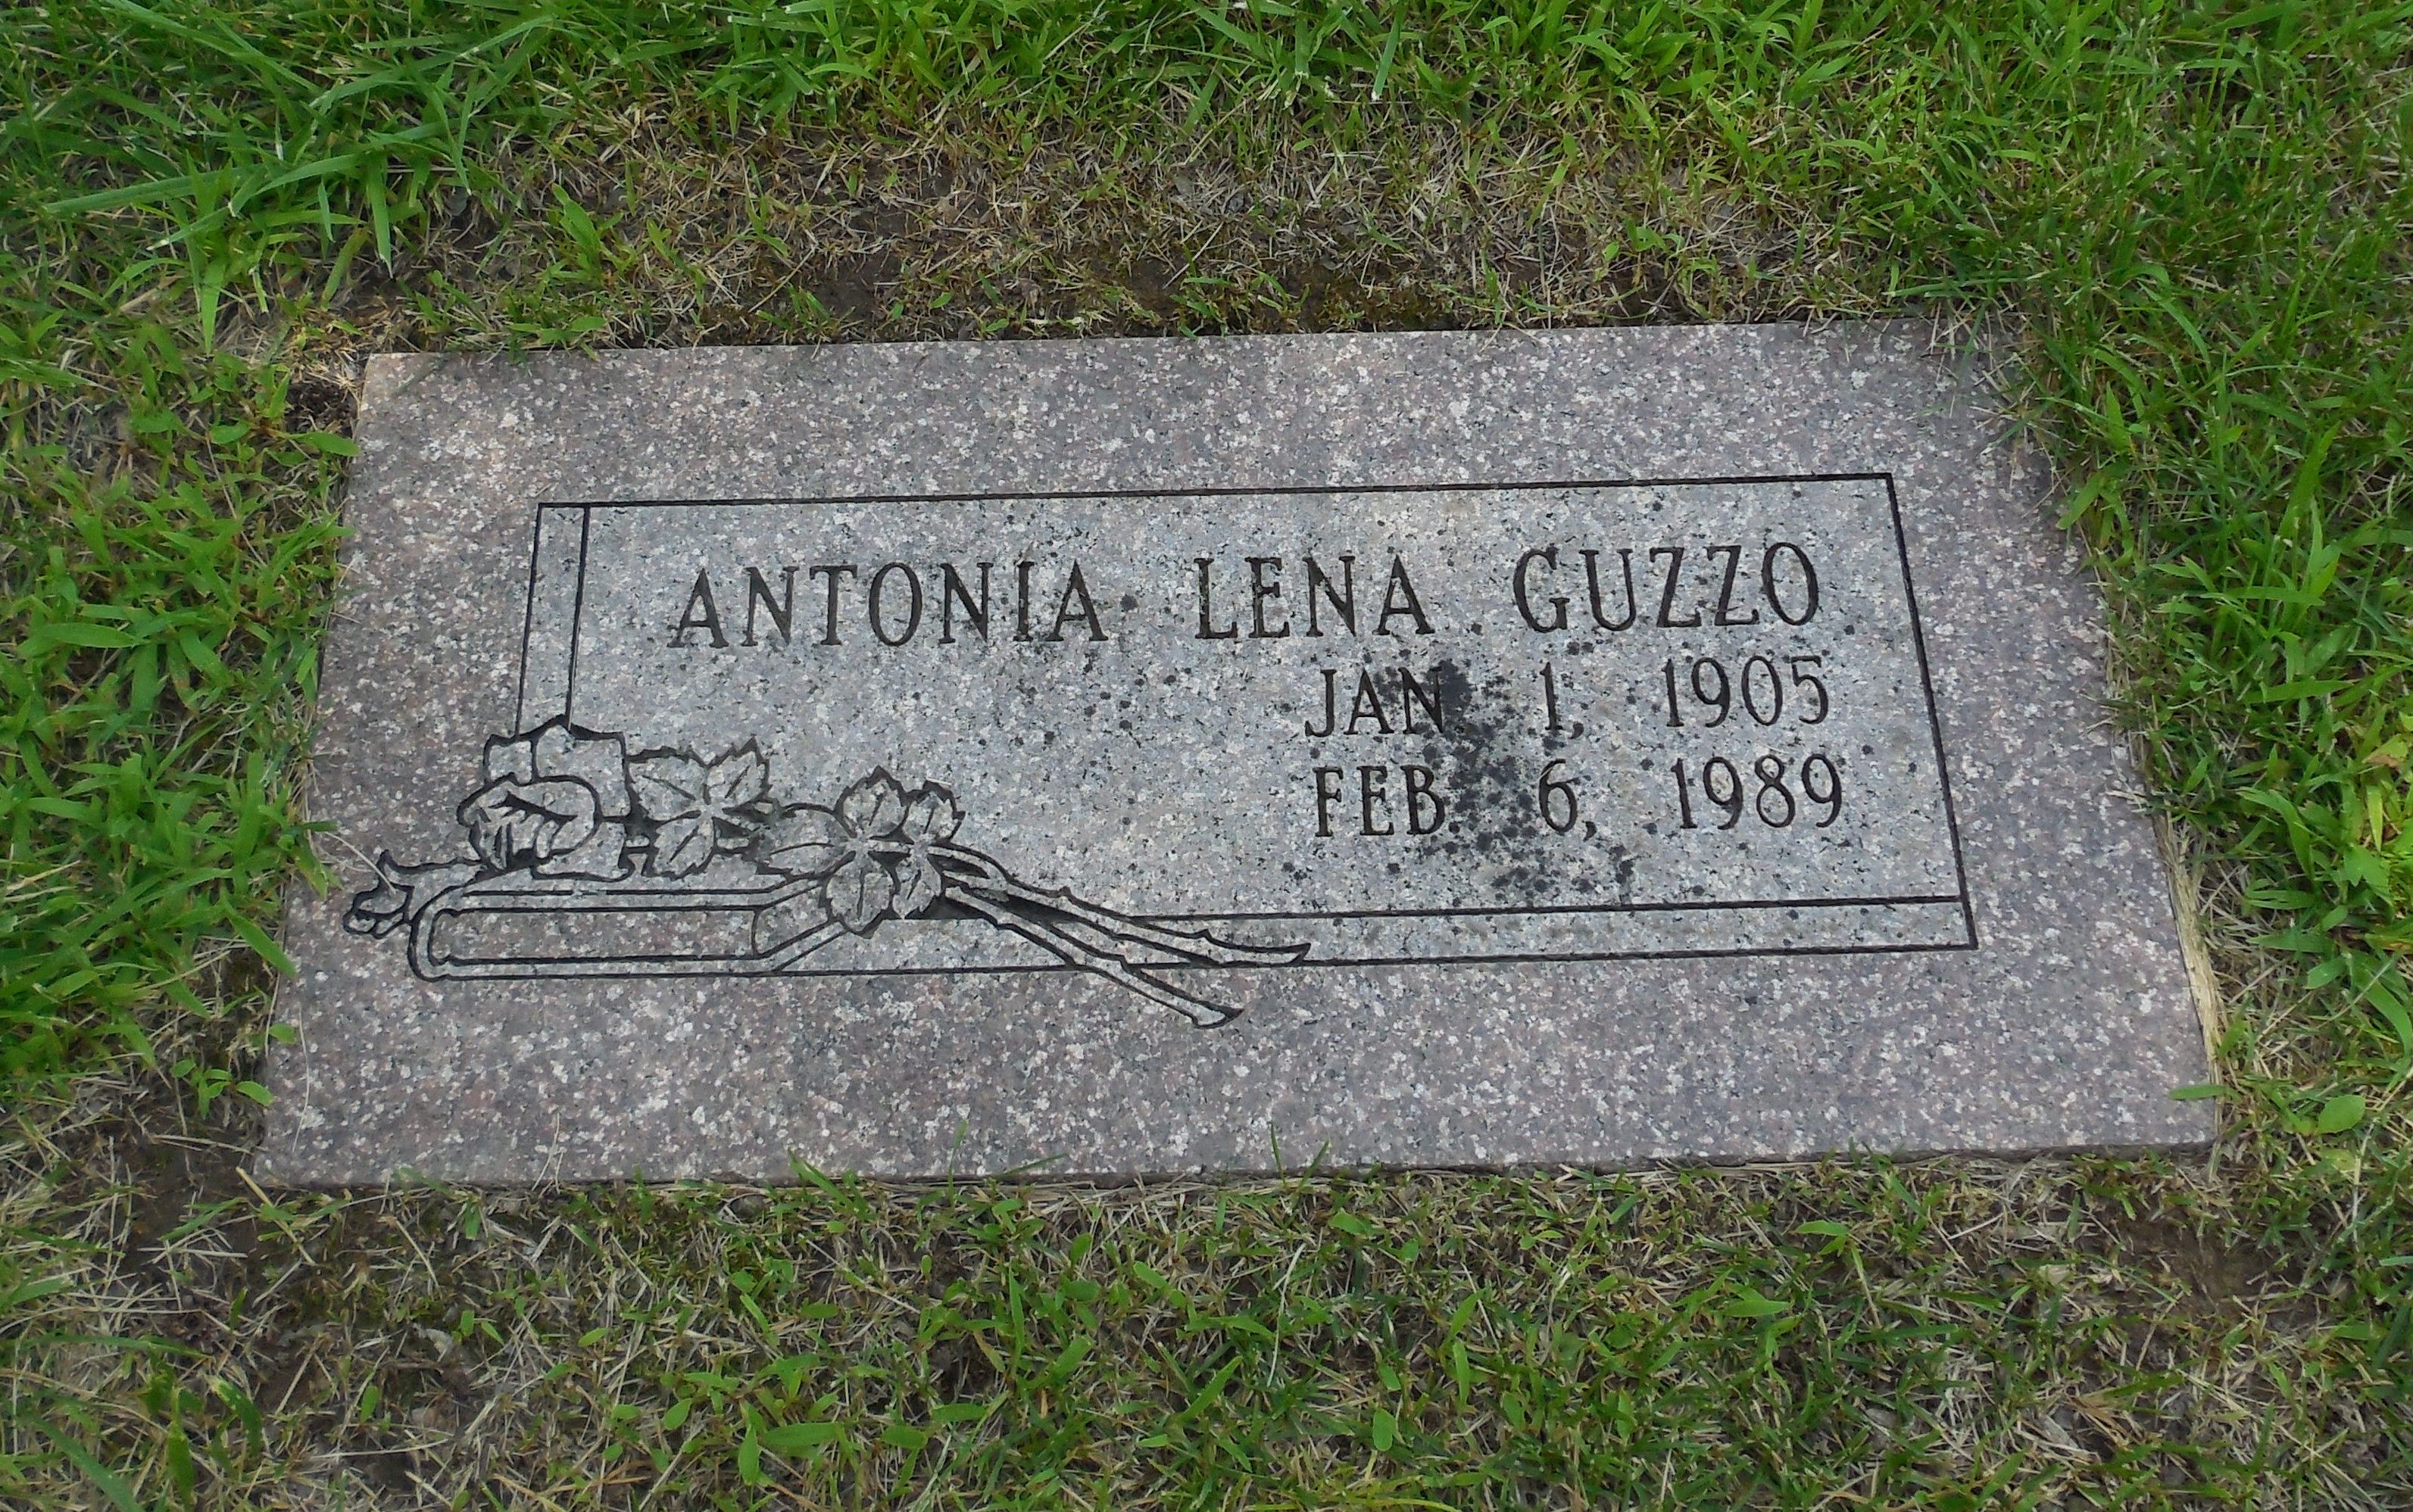 ANTONIA LENA GUZZO
JAN 1, 1905
FEB 6, 1989